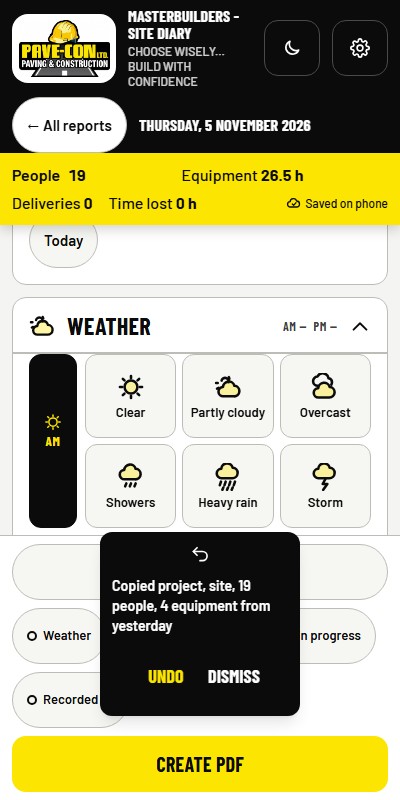 PAVE-CON LTD.
PAVING & CONSTRUCTION
MASTERBUILDERS –
SITE DIARY
CHOOSE WISELY...
BUILD WITH
CONFIDENCE
← All reports
THURSDAY, 5 NOVEMBER 2026
People 19
Equipment 26.5 h
Deliveries 0
Time lost 0 h
Saved on phone
Today
WEATHER
AM – PM –
AM
Clear
Partly cloudy
Overcast
Showers
Heavy rain
Storm
Copied project, site, 19
people, 4 equipment from
yesterday
UNDO
DISMISS
Weather
n progress
Recorded
CREATE PDF